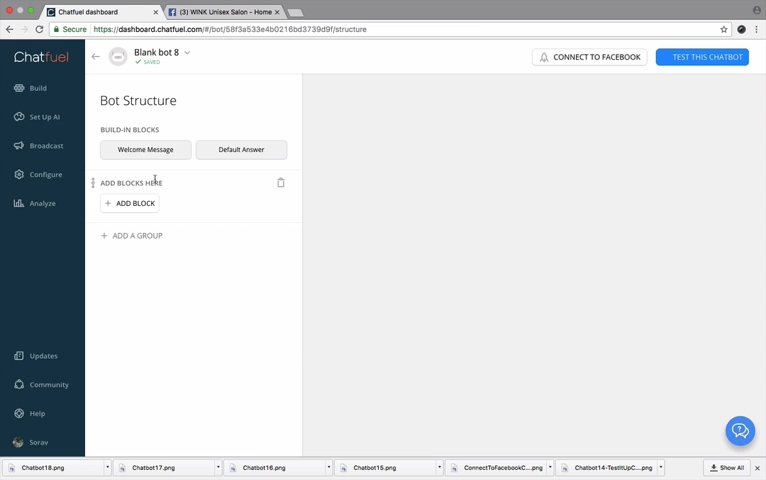 Chatfuel dashboard
(3) WINK Unisex Salon - Home
Secure https://dashboard.chatfuel.com/#/bot/58f3a533e4b0216bd3739d9f/structure
Chatfuel
Blank bot 8
SAVED
CONNECT TO FACEBOOK
TEST THIS CHATBOT
Build
Set Up AI
Broadcast
Configure
Analyze
Updates
Community
Help
Sorav
Bot Structure
BUILD-IN BLOCKS
Welcome Message
Default Answer
ADD BLOCKS HERE
+ ADD BLOCK
+ ADD A GROUP
Chatbot18.png
Chatbot17.png
Chatbot16.png
Chatbot15.png
ConnectToFacebookC....png
Chatbot14-TestItUpC....png
Show All